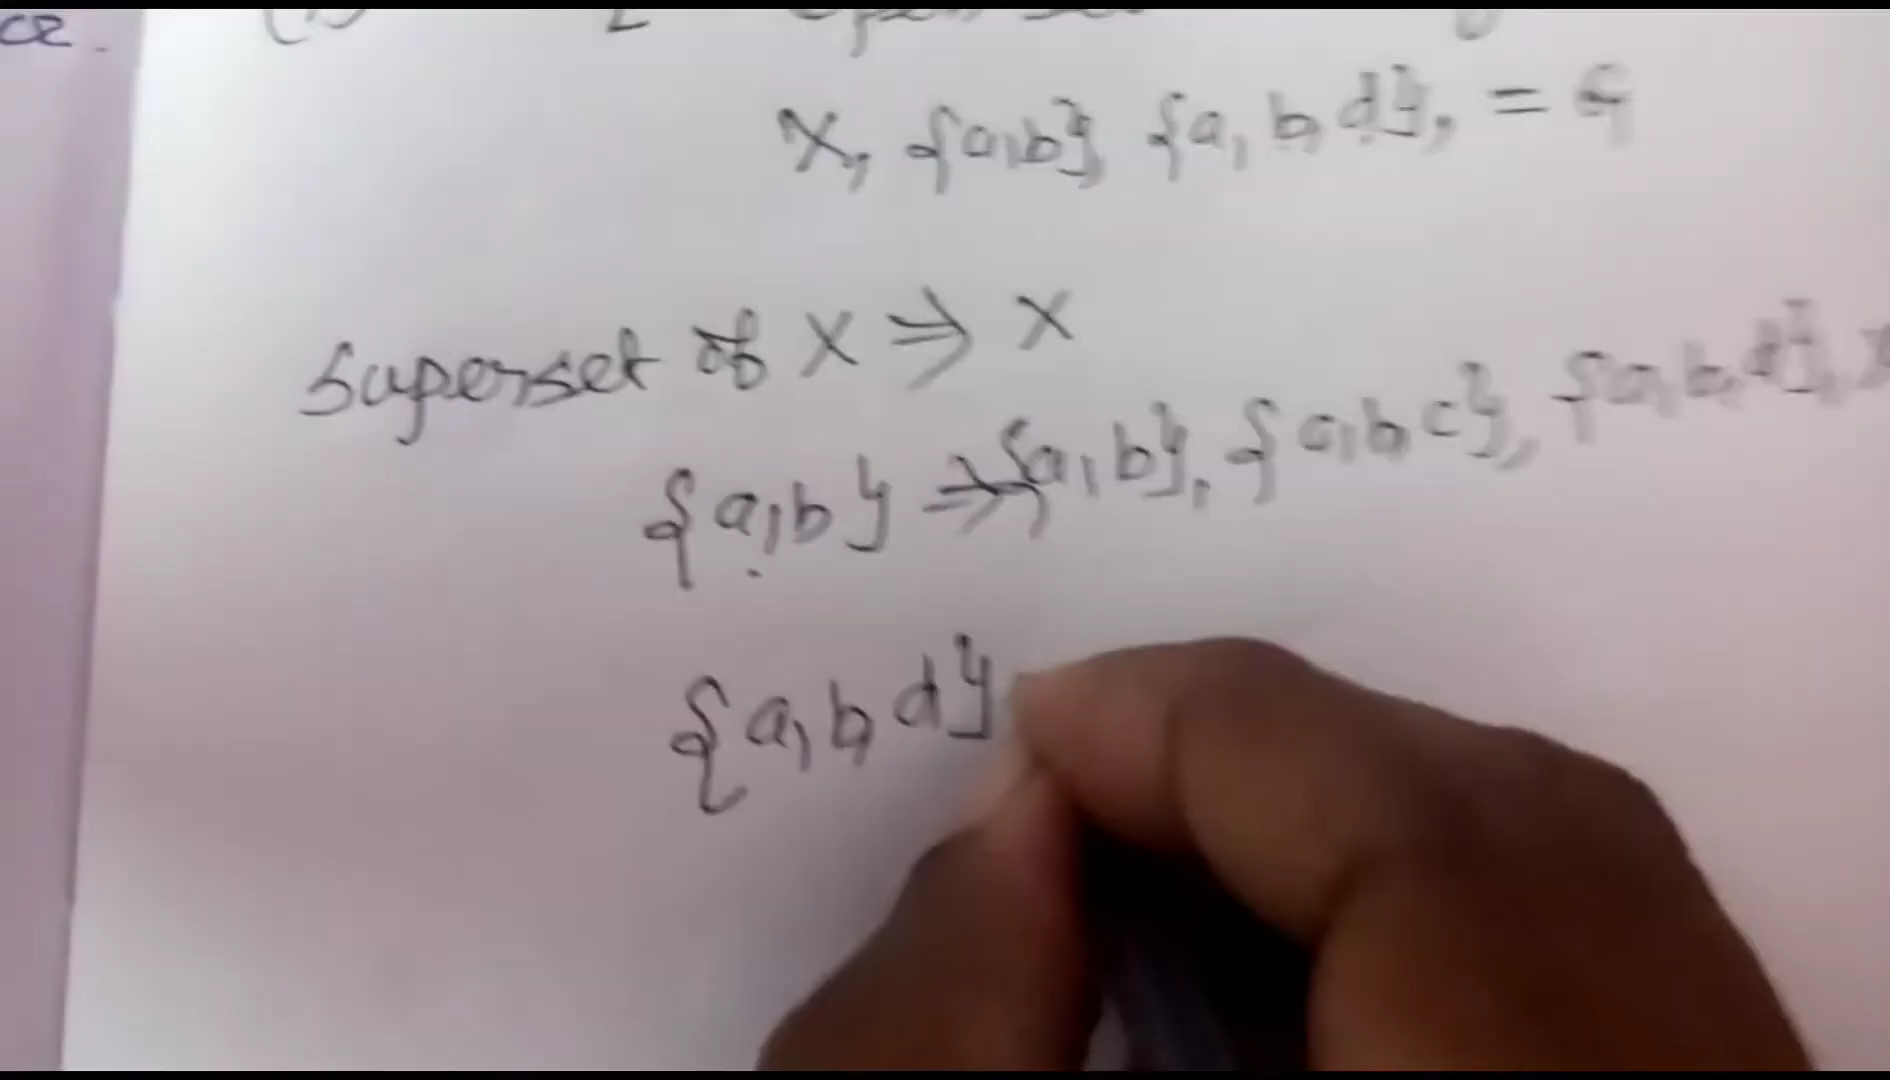 X, {a,b} {a, b, d}, =
Superset of X ⇒ X
{a,b} ⇒ {a,b}, {a,b,c}, {a,b,d}, X
{a,b,d}